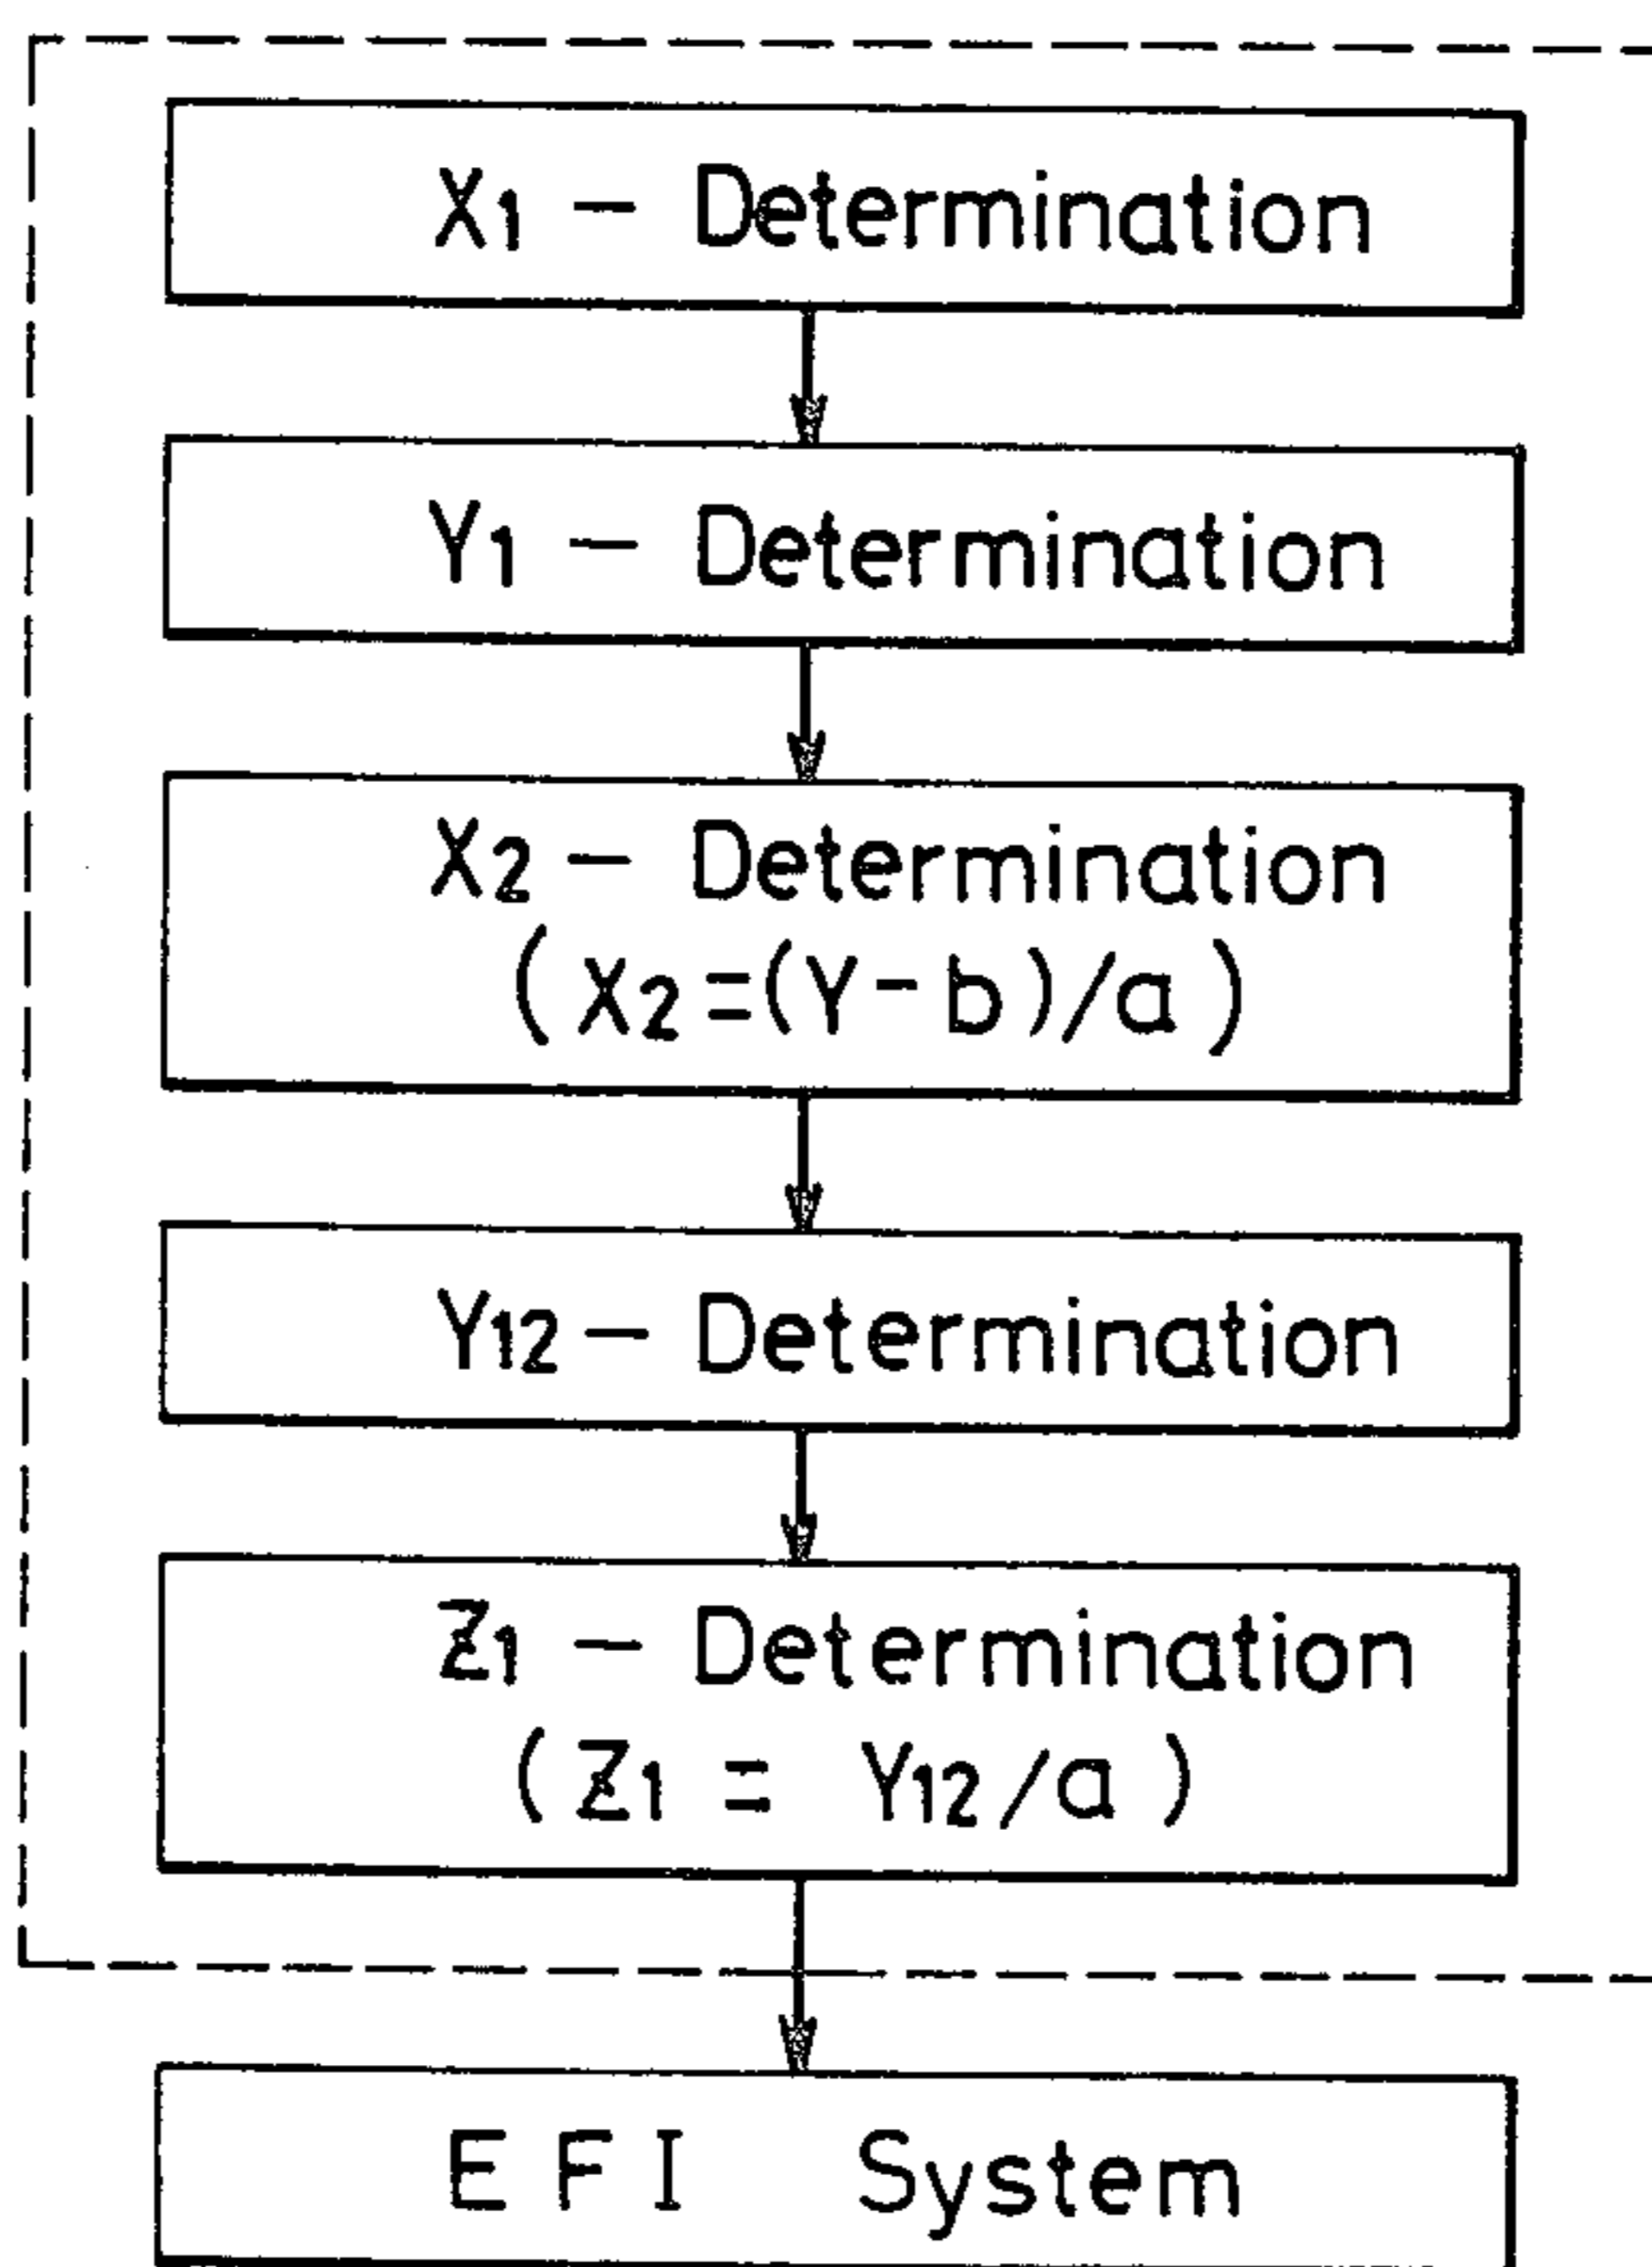 X1 - Determination
Y1 - Determination
X2 - Determination
(X2=(Y-b)/a)
Y12 - Determination
Z1 - Determination
(Z1 = Y12/a)
EFI System